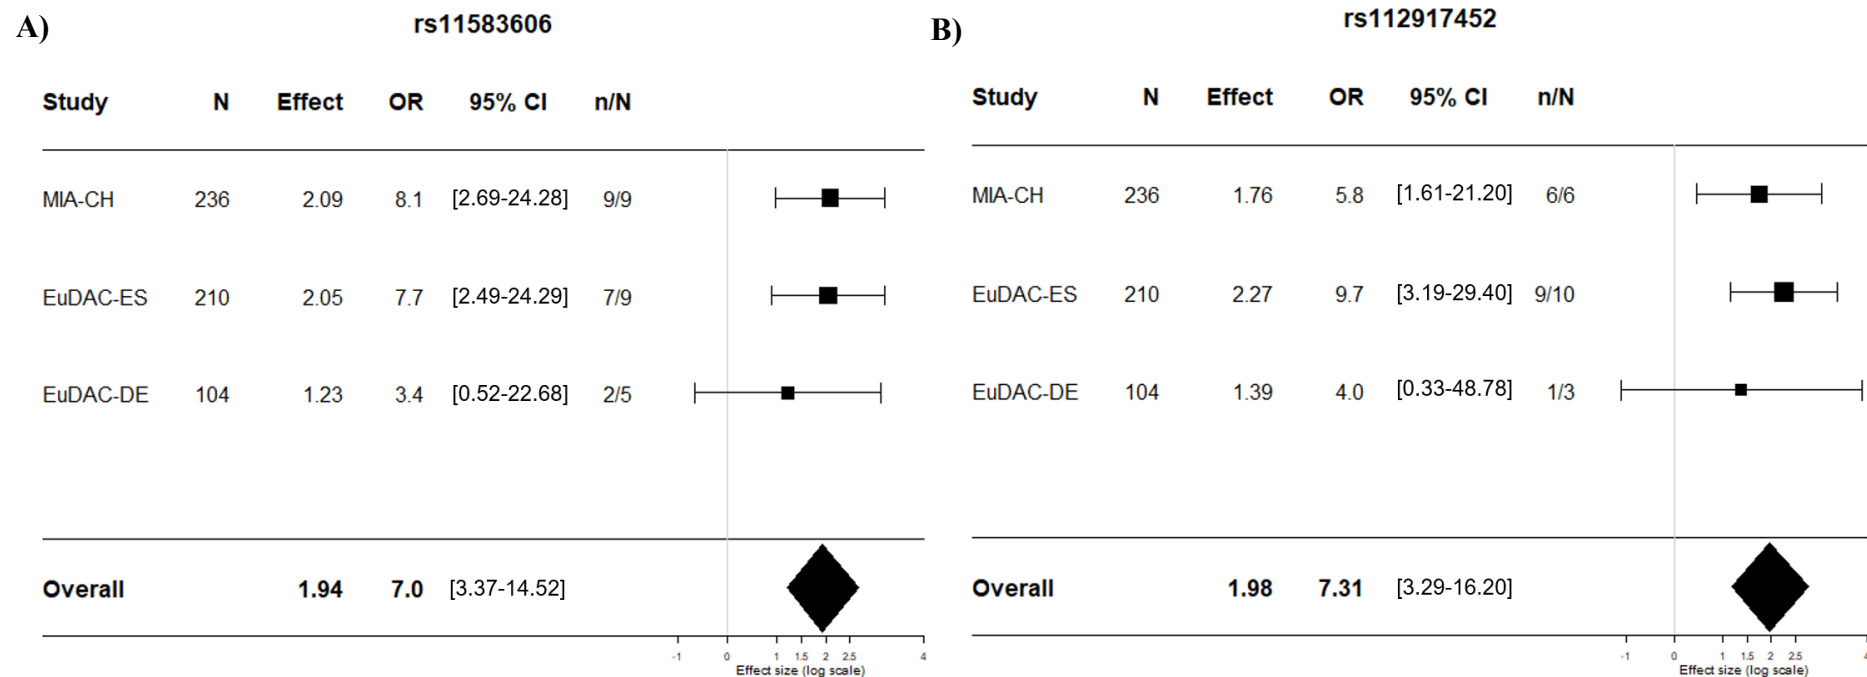 A)
rs11583606
Study N Effect OR 95% CI n/N
MIA-CH 236 2.09 8.1 [2.69-24.28] 9/9
EuDAC-ES 210 2.05 7.7 [2.49-24.29] 7/9
EuDAC-DE 104 1.23 3.4 [0.52-22.68] 2/5
Overall 1.94 7.0 [3.37-14.52]
-1 0 1 1.5 2 2.5 4
Effect size (log scale)
B)
rs112917452
Study N Effect OR 95% CI n/N
MIA-CH 236 1.76 5.8 [1.61-21.20] 6/6
EuDAC-ES 210 2.27 9.7 [3.19-29.40] 9/10
EuDAC-DE 104 1.39 4.0 [0.33-48.78] 1/3
Overall 1.98 7.31 [3.29-16.20]
-1 0 1 1.5 2 2.5 4
Effect size (log scale)